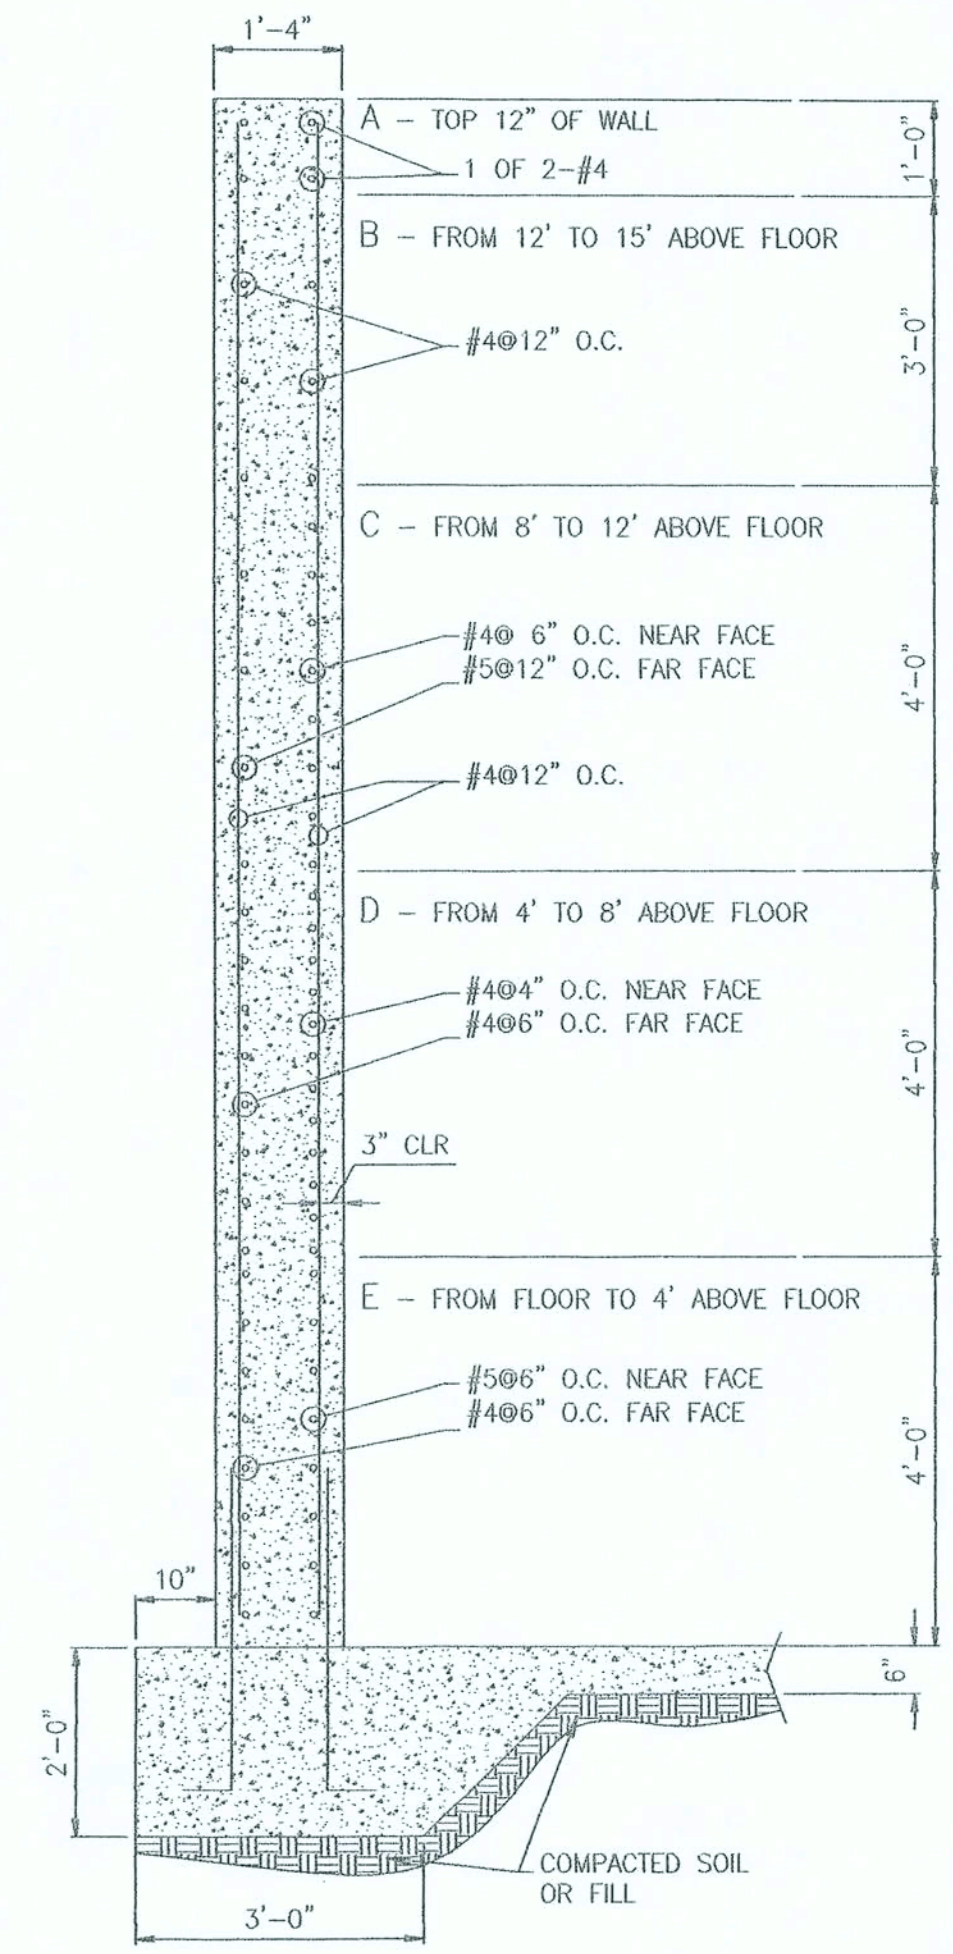 1'-4"
A - TOP 12" OF WALL
1 OF 2-#4
1'-0"
B - FROM 12' TO 15' ABOVE FLOOR
#4@12" O.C.
3'-0"
C - FROM 8' TO 12' ABOVE FLOOR
#4@ 6" O.C. NEAR FACE
#5@12" O.C. FAR FACE
4'-0"
#4@12" O.C.
D - FROM 4' TO 8' ABOVE FLOOR
#4@4" O.C. NEAR FACE
#4@6" O.C. FAR FACE
4'-0"
3" CLR
E - FROM FLOOR TO 4' ABOVE FLOOR
#5@6" O.C. NEAR FACE
#4@6" O.C. FAR FACE
4'-0"
10"
6"
2'-0"
COMPACTED SOIL
OR FILL
3'-0"